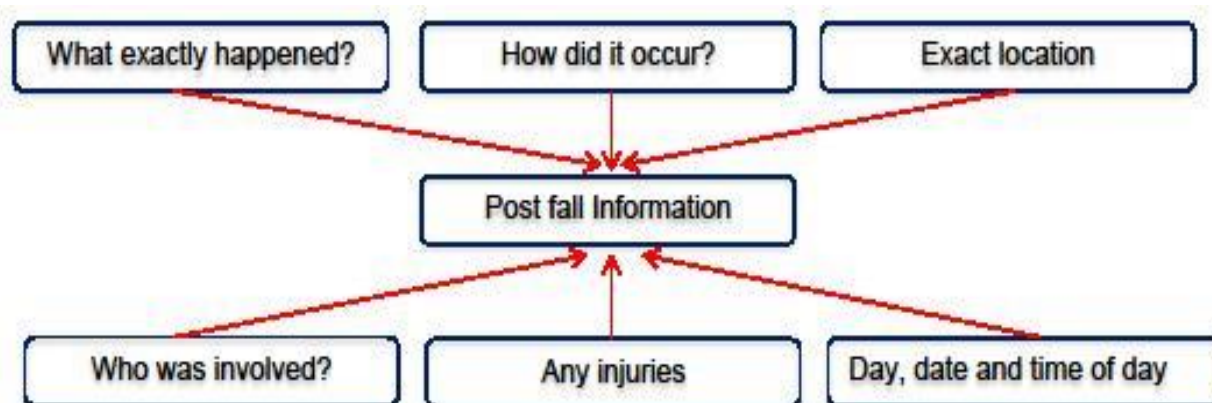 What exactly happened?
How did it occur?
Exact location
Post fall Information
Who was involved?
Any injuries
Day, date and time of day